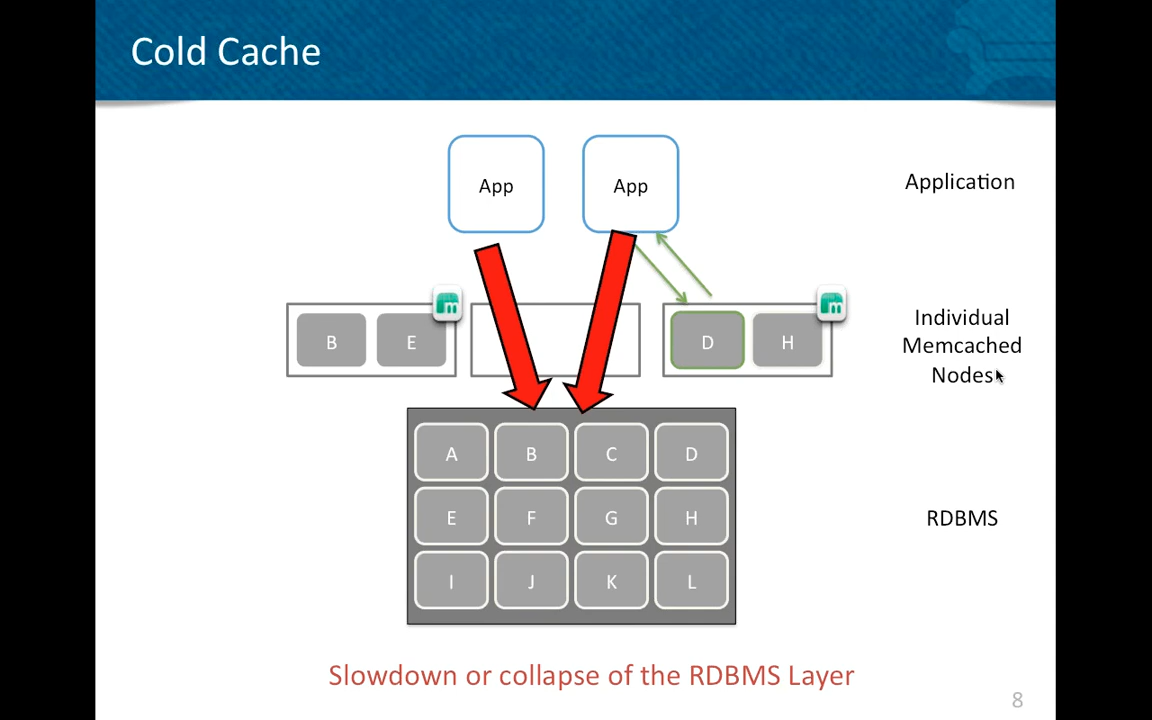 Cold Cache
App
App
Application
B
E
D
H
Individual
Memcached
Nodes
m
m
A
B
C
D
E
F
G
H
RDBMS
I
J
K
L
Slowdown or collapse of the RDBMS Layer
8